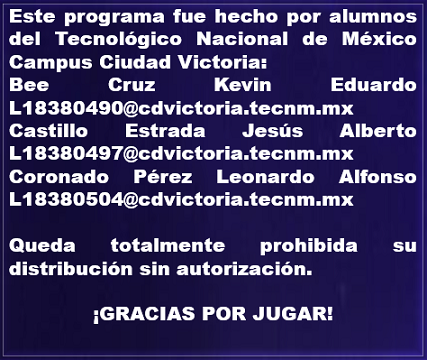 Este programa fue hecho por alumnos
del Tecnológico Nacional de México
Campus Ciudad Victoria:
Bee Cruz Kevin Eduardo
L18380490@cdvictoria.tecnm.mx
Castillo Estrada Jesús Alberto
L18380497@cdvictoria.tecnm.mx
Coronado Pérez Leonardo Alfonso
L18380504@cdvictoria.tecnm.mx
Queda totalmente prohibida su
distribución sin autorización.
¡GRACIAS POR JUGAR!